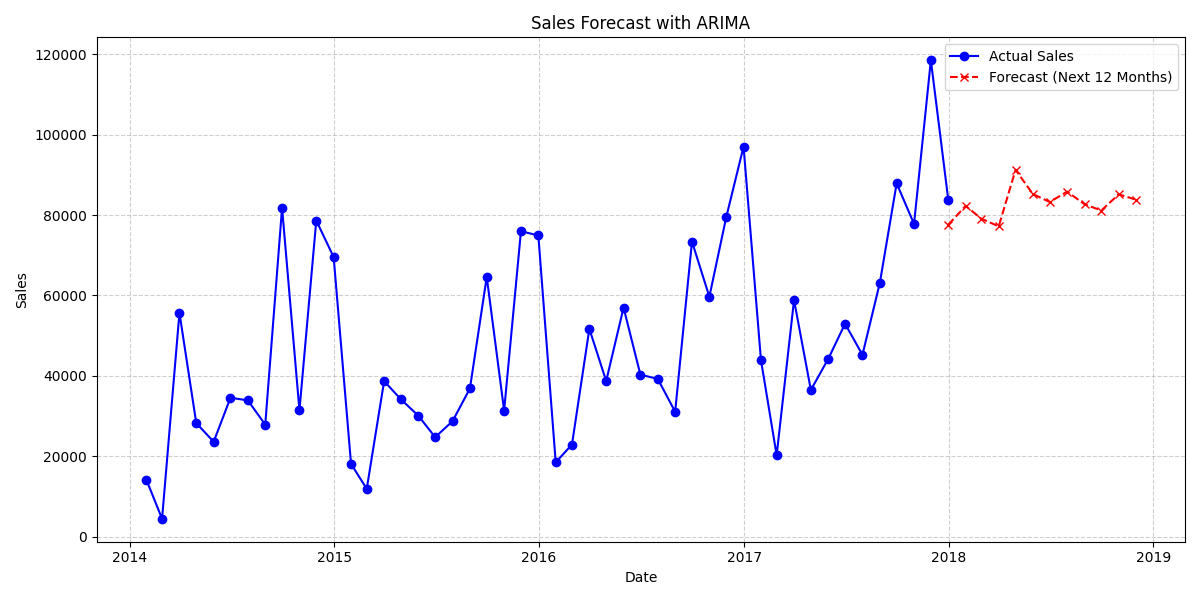 Sales Forecast with ARIMA
Actual Sales
Forecast (Next 12 Months)
120000
100000
80000
60000
40000
20000
0
Sales
2014
2015
2016
2017
2018
2019
Date